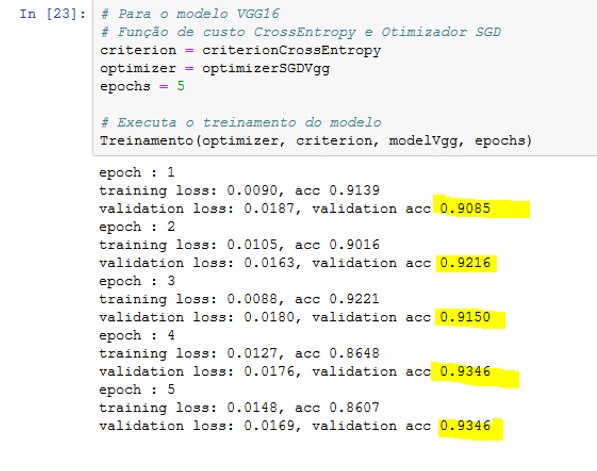 In [23]: # Para o modelo VGG16
# Função de custo CrossEntropy e Otimizador SGD
criterion = criterionCrossEntropy
optimizer = optimizerSGDVgg
epochs = 5
# Executa o treinamento do modelo
Treinamento(optimizer, criterion, modelVgg, epochs)
epoch : 1
training loss: 0.0090, acc 0.9139
validation loss: 0.0187, validation acc 0.9085
epoch : 2
training loss: 0.0105, acc 0.9016
validation loss: 0.0163, validation acc 0.9216
epoch : 3
training loss: 0.0088, acc 0.9221
validation loss: 0.0180, validation acc 0.9150
epoch : 4
training loss: 0.0127, acc 0.8648
validation loss: 0.0176, validation acc 0.9346
epoch : 5
training loss: 0.0148, acc 0.8607
validation loss: 0.0169, validation acc 0.9346